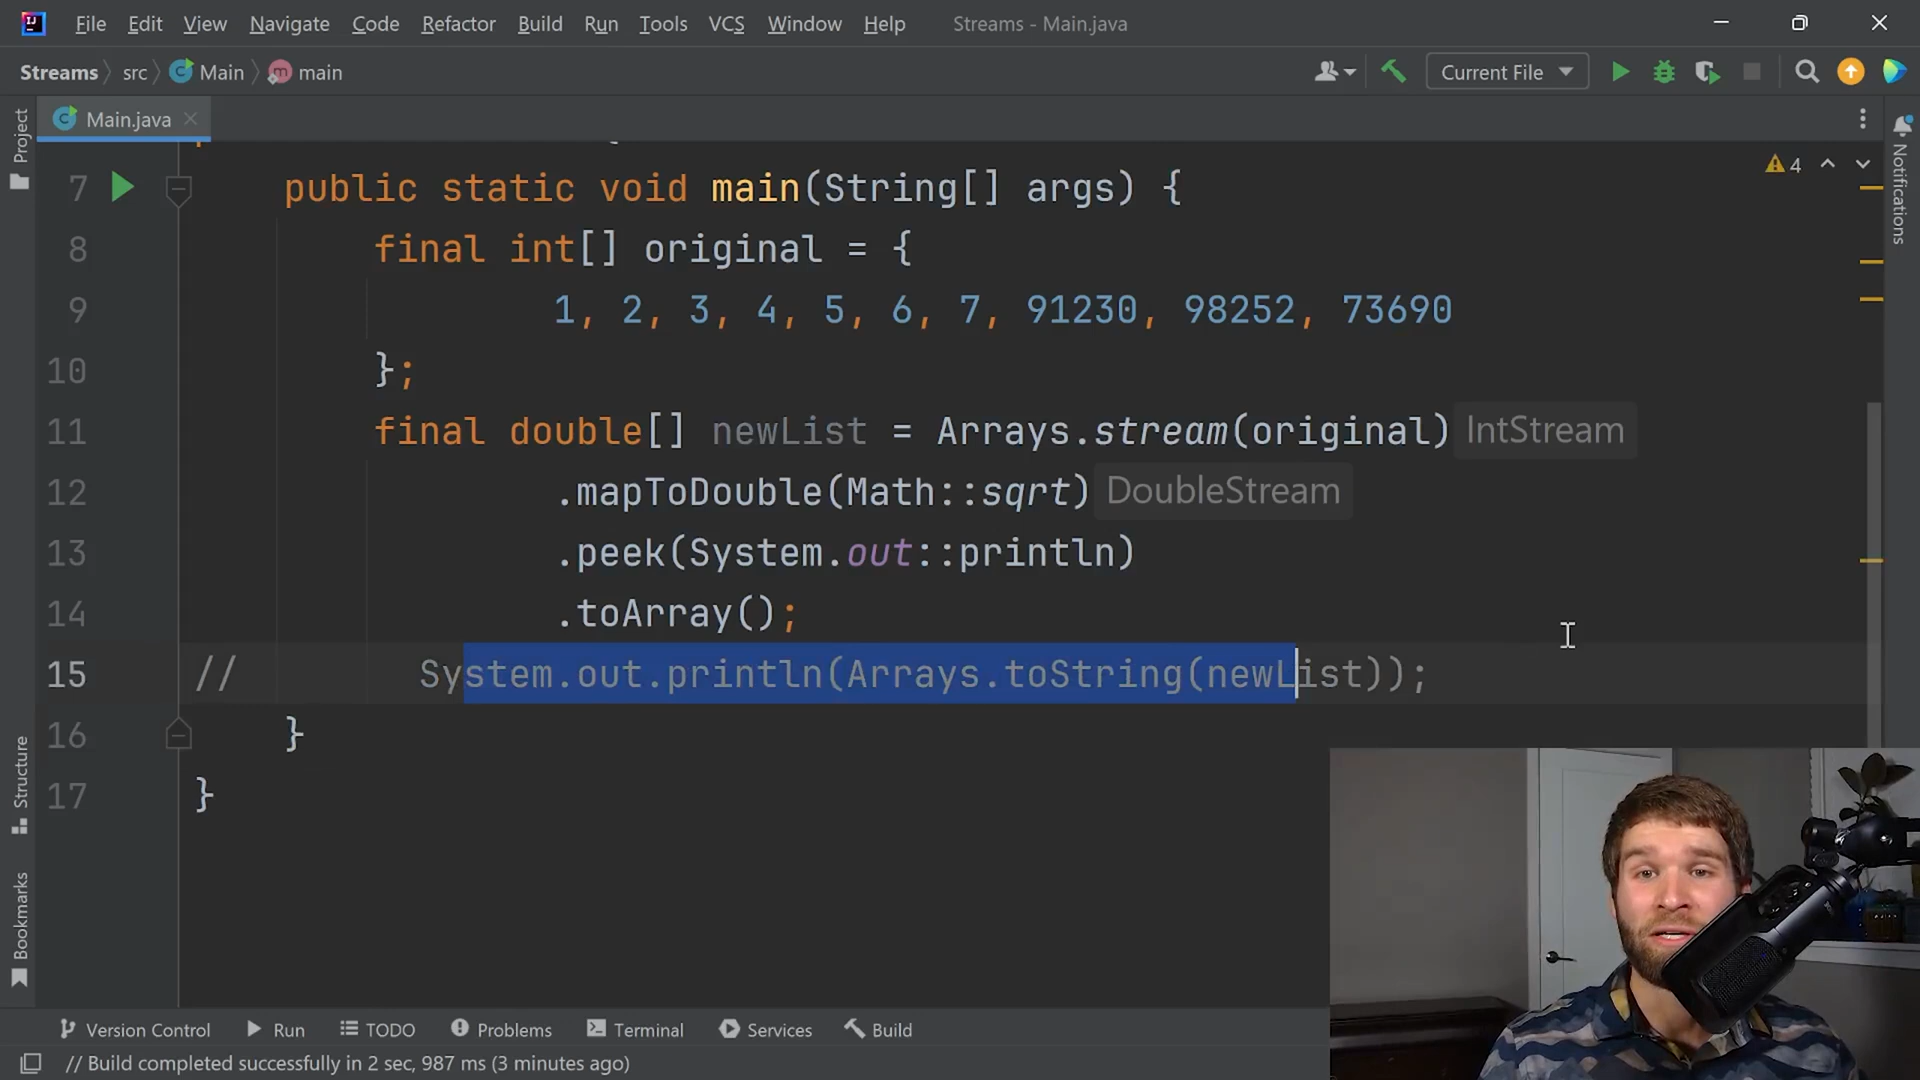 File Edit View Navigate Code Refactor Build Run Tools VCS Window Help Streams - Main.java
Streams src Main main Current File
Project
Main.java
Notifications
4
7 public static void main(String[] args) {
8 final int[] original = {
9 1, 2, 3, 4, 5, 6, 7, 91230, 98252, 73690
10 };
11 final double[] newList = Arrays.stream(original) IntStream
12 .mapToDouble(Math::sqrt) DoubleStream
13 .peek(System.out::println)
14 .toArray();
15 // System.out.println(Arrays.toString(newList));
16 }
17 }
Structure
Bookmarks
Version Control Run TODO Problems Terminal Services Build
// Build completed successfully in 2 sec, 987 ms (3 minutes ago)